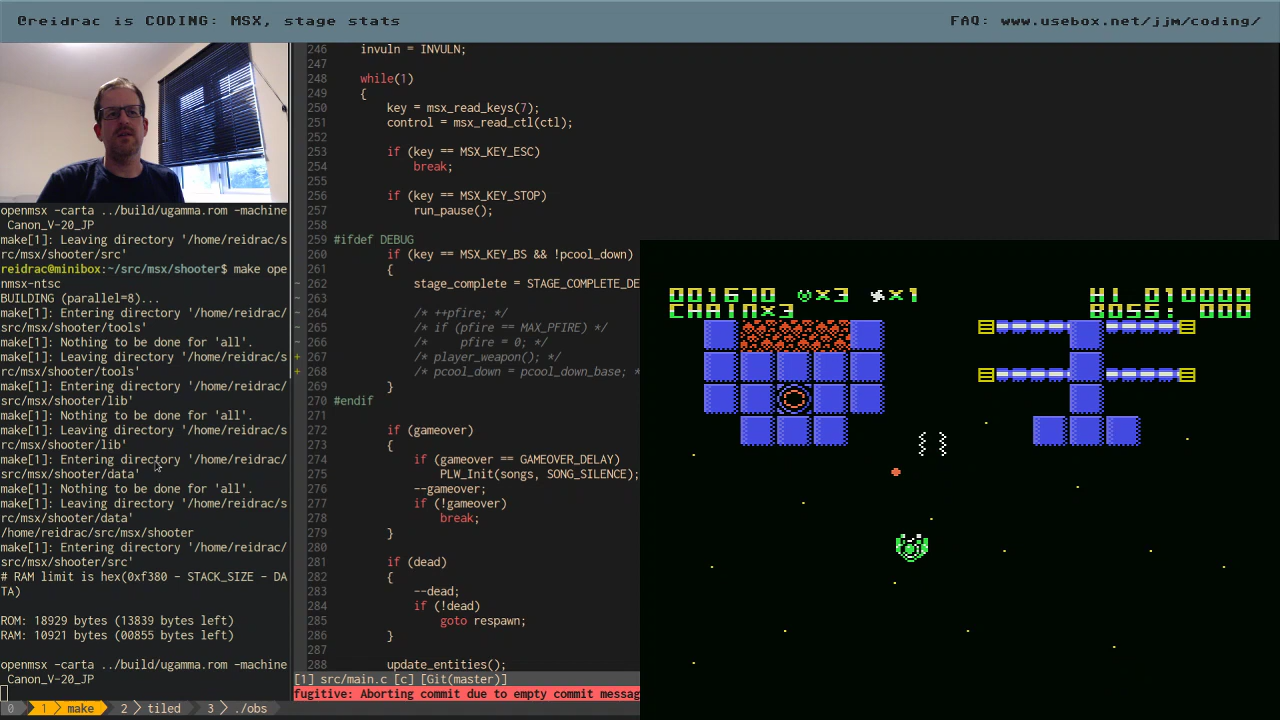 @reidrac is CODING: MSX, stage stats
FAQ: www.usebox.net/jjm/coding/
openmsx -carta ../build/ugamma.rom -machine
 Canon_V-20_JP
make[1]: Leaving directory '/home/reidrac/s
rc/msx/shooter/src'
reidrac@minibox:~/src/msx/shooter$ make ope
nmsx-ntsc
BUILDING (parallel=8)...
make[1]: Entering directory '/home/reidrac/
src/msx/shooter/tools'
make[1]: Nothing to be done for 'all'.
make[1]: Leaving directory '/home/reidrac/s
rc/msx/shooter/tools'
make[1]: Entering directory '/home/reidrac/
src/msx/shooter/lib'
make[1]: Nothing to be done for 'all'.
make[1]: Leaving directory '/home/reidrac/s
rc/msx/shooter/lib'
make[1]: Entering directory '/home/reidrac/
src/msx/shooter/data'
make[1]: Nothing to be done for 'all'.
make[1]: Leaving directory '/home/reidrac/s
rc/msx/shooter/data'
/home/reidrac/src/msx/shooter
make[1]: Entering directory '/home/reidrac/
src/msx/shooter/src'
# RAM limit is hex(0xf380 - STACK_SIZE - DA
TA)
ROM: 18929 bytes (13839 bytes left)
RAM: 10921 bytes (00855 bytes left)
openmsx -carta ../build/ugamma.rom -machine
 Canon_V-20_JP
0 1 make 2 tiled 3 ./obs
246 invuln = INVULN;
247
248 while(1)
249 {
250 key = msx_read_keys(7);
251 control = msx_read_ctl(ctl);
252
253 if (key == MSX_KEY_ESC)
254 break;
255
256 if (key == MSX_KEY_STOP)
257 run_pause();
258
259 #ifdef DEBUG
260 if (key == MSX_KEY_BS && !pcool_down)
261 {
~ 262 stage_complete = STAGE_COMPLETE_DE
~ 263
~ 264 /* ++pfire; */
~ 265 /* if (pfire == MAX_PFIRE) */
~ 266 /*     pfire = 0; */
+ 267 /* player_weapon(); */
+ 268 /* pcool_down = pcool_down_base; *
269 }
270 #endif
271
272 if (gameover)
273 {
274 if (gameover == GAMEOVER_DELAY)
275 PLW_Init(songs, SONG_SILENCE);
276 --gameover;
277 if (!gameover)
278 break;
279 }
280
281 if (dead)
282 {
283 --dead;
284 if (!dead)
285 goto respawn;
286 }
287
288 update_entities();
[1] src/main.c [c] [Git(master)]
fugitive: Aborting commit due to empty commit messag
001670 x3 x1 HI 010000
CHAINx3 BOSS: 000